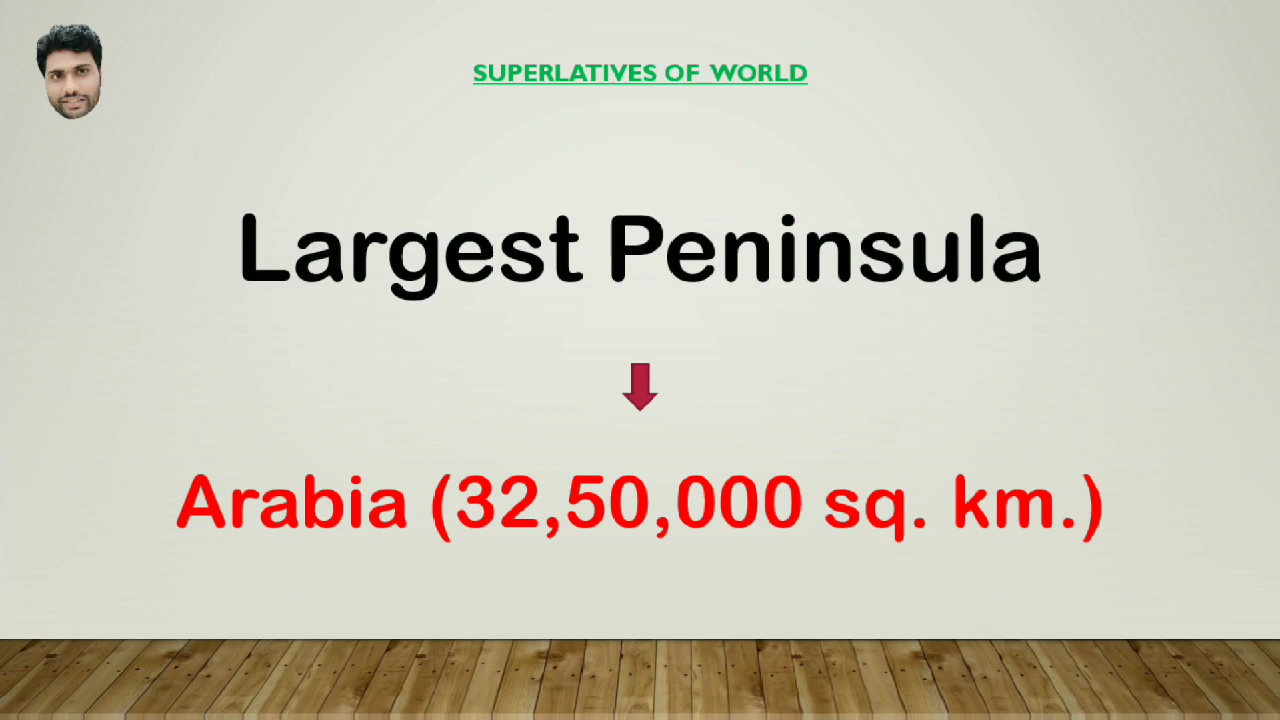 SUPERLATIVES OF WORLD
Largest Peninsula
Arabia (32,50,000 sq. km.)